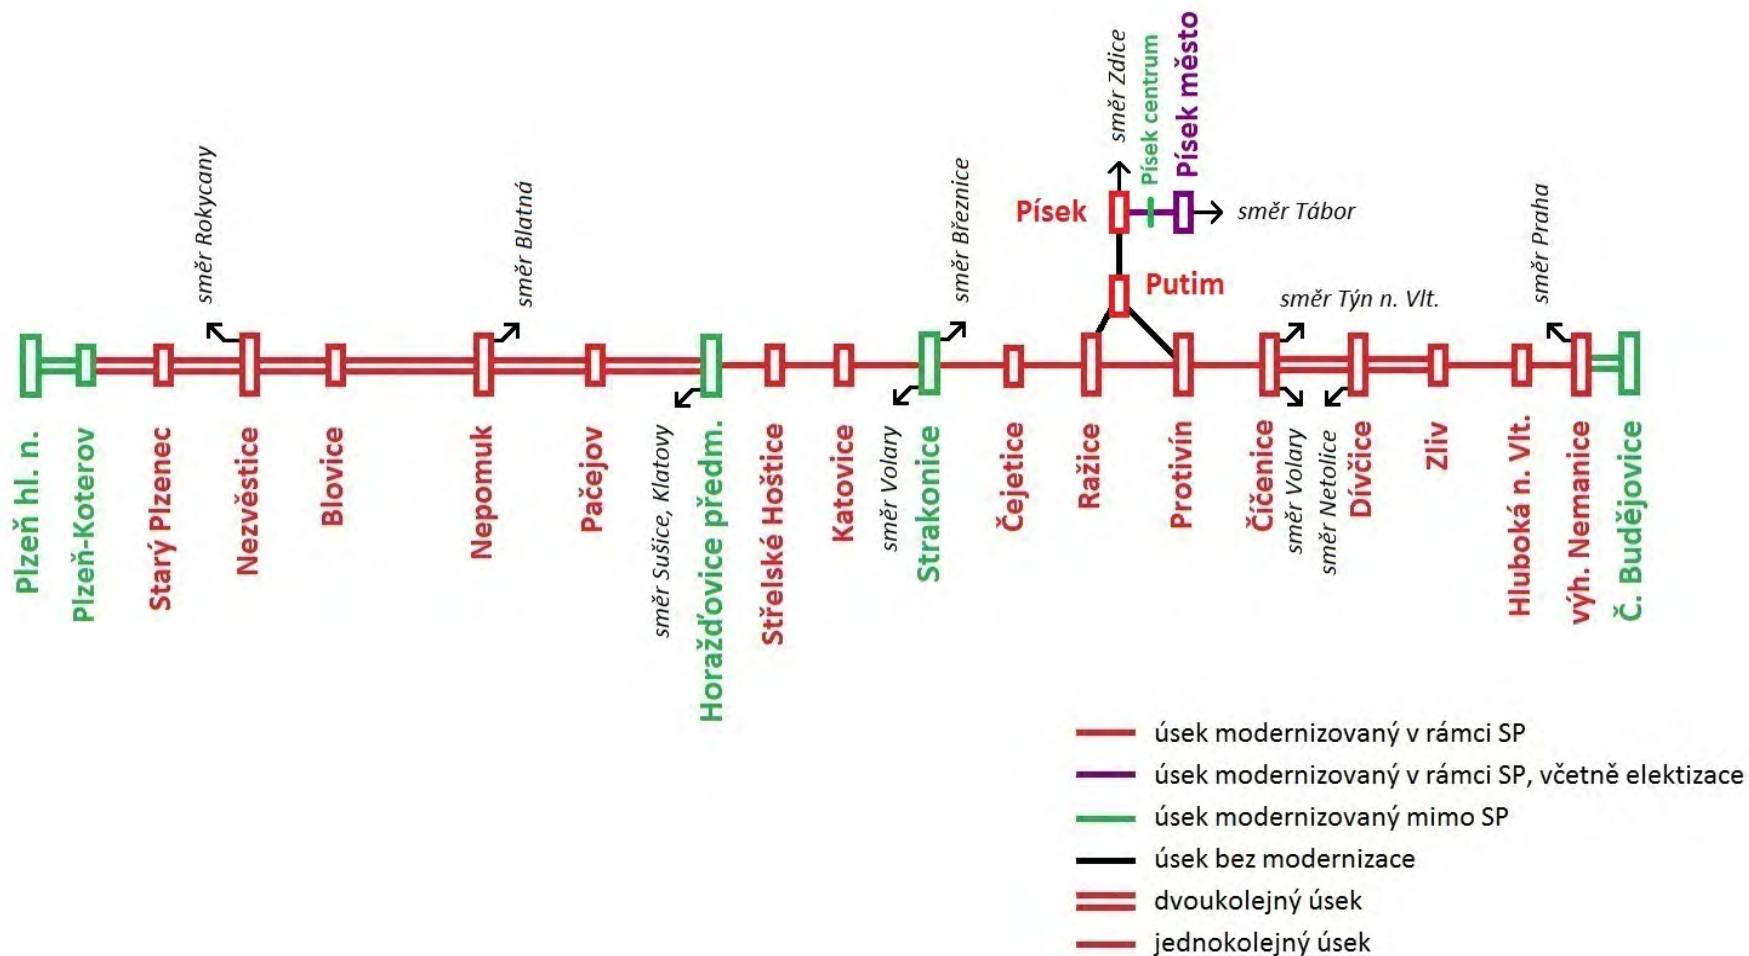 směr Zdice
Písek centrum
Písek město
směr Rokycany
směr Blatná
směr Březnice
Písek
směr Tábor
směr Praha
Putim
směr Týn n. Vlt.
Plzeň hl. n.
Plzeň-Koterov
Starý Plzenec
Nezvěstice
Blovice
Nepomuk
Pačejov
směr Sušice, Klatovy
Horažďovice předm.
Střelské Hoštice
Katovice
směr Volary
Strakonice
Čejetice
Ražice
Protivín
Číčenice
směr Volary
směr Netolice
Dívčice
Zliv
Hluboká n. Vlt.
výh. Nemanice
Č. Budějovice
úsek modernizovaný v rámci SP
úsek modernizovaný v rámci SP, včetně elektizace
úsek modernizovaný mimo SP
úsek bez modernizace
dvoukolejný úsek
jednokolejný úsek